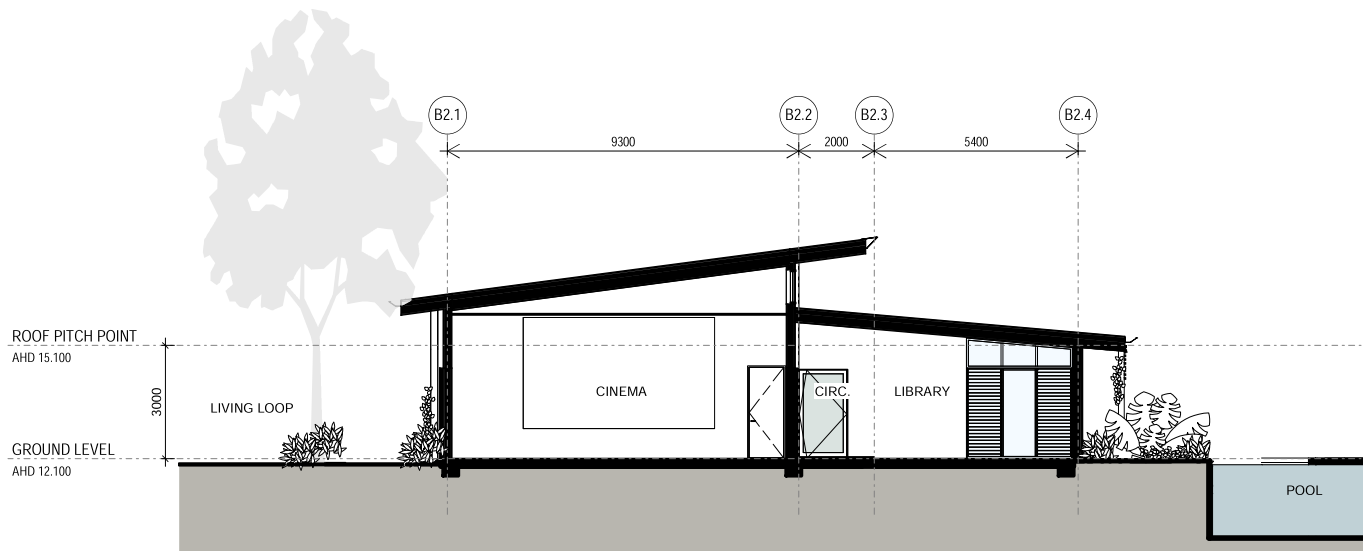 B2.1
B2.2
B2.3
B2.4
9300
2000
5400
ROOF PITCH POINT
AHD 15.100
3000
CINEMA
CIRC.
LIBRARY
LIVING LOOP
GROUND LEVEL
AHD 12.100
POOL